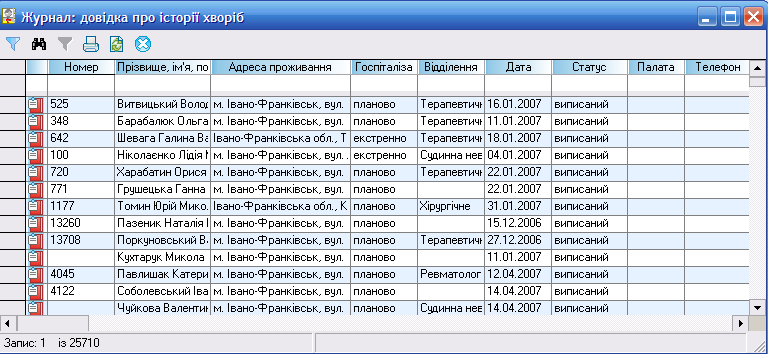 Журнал: довідка про історії хворіб
Номер Прізвище, ім'я, по Адреса проживання Госпіталіза Відділення Дата Статус Палата Телефон
525 Витвицький Волод м. Івано-Франківськ, вул. планово Терапевтичн 16.01.2007 виписаний
348 Барабалюк Ольга м. Івано-Франківськ, вул. планово Терапевтичн 11.01.2007 виписаний
642 Шевага Галина Ва Івано-Франківська обл., Т екстренно Терапевтичн 18.01.2007 виписаний
100 Ніколаєнко Лідія М м. Івано-Франківськ, вул. . екстренно Судинна нев 04.01.2007 виписаний
720 Харабатин Орися м. Івано-Франківськ, вул. планово Терапевтичн 22.01.2007 виписаний
771 Грушецька Ганна м. Івано-Франківськ, вул. планово 22.01.2007 виписаний
1177 Томин Юрій Мико. Івано-Франківська обл., К планово Хірургічне 31.01.2007 виписаний
13260 Пазеник Наталія І м. Івано-Франківськ, вул. планово 15.12.2006 виписаний
13708 Поркуновський В. м. Івано-Франківськ, вул. планово Терапевтичн 27.12.2006 виписаний
Кухтарук Микола м. Івано-Франківськ, вул. планово 11.01.2007 виписаний
4045 Павлишак Катери м. Івано-Франківськ, вул. планово Ревматолог 12.04.2007 виписаний
4122 Соболевський Іва м. Івано-Франківськ, вул. планово 14.04.2007 виписаний
Чуйкова Валентин м. Івано-Франківськ, вул. планово Судинна нев 14.04.2007 виписаний
Запис: 1 із 25710